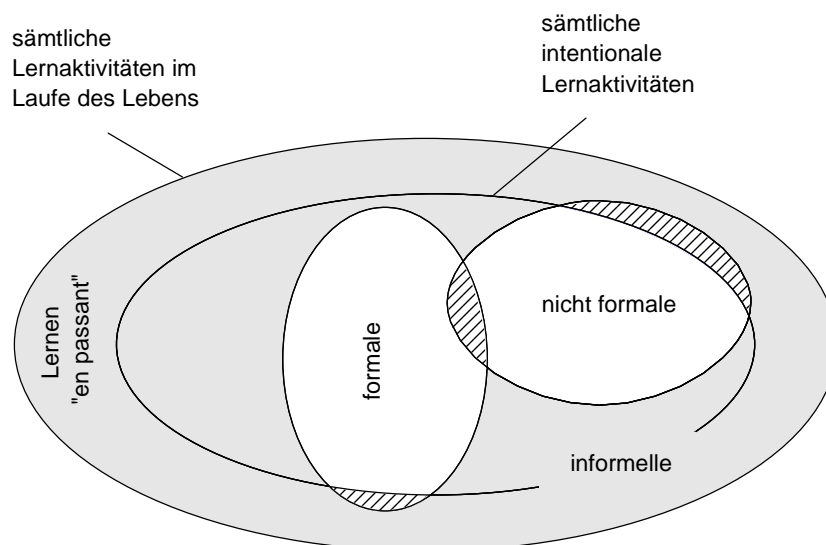 sämtliche
Lernaktivitäten im
Laufe des Lebens
sämtliche
intentionale
Lernaktivitäten
Lernen
"en passant"
formale
nicht formale
informelle